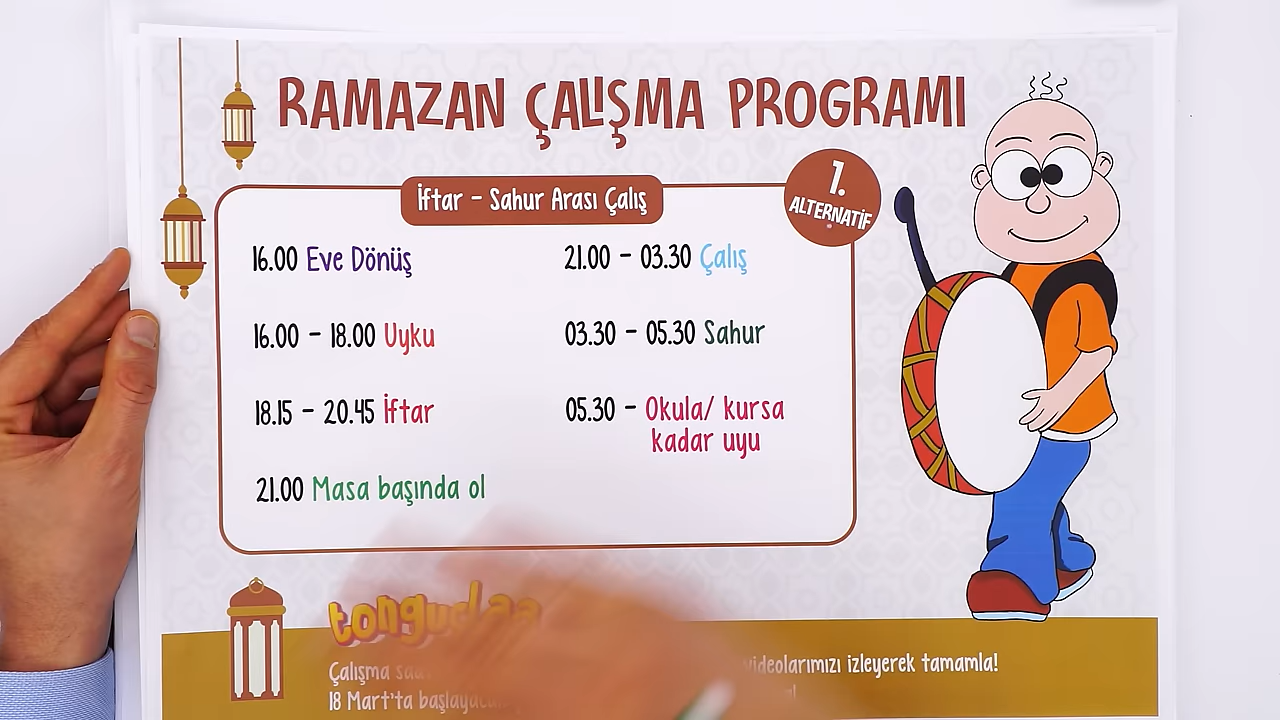 RAMAZAN ÇALIŞMA PROGRAMI
1.
ALTERNATİF
İftar - Sahur Arası Çalış
16.00 Eve Dönüş
16.00 - 18.00 Uyku
18.15 - 20.45 İftar
21.00 Masa başında ol
21.00 - 03.30 Çalış
03.30 - 05.30 Sahur
05.30 - Okula/ kursa
kadar uyu
Çalışma videolarımızı izleyerek tamamla!
18 Mart'ta